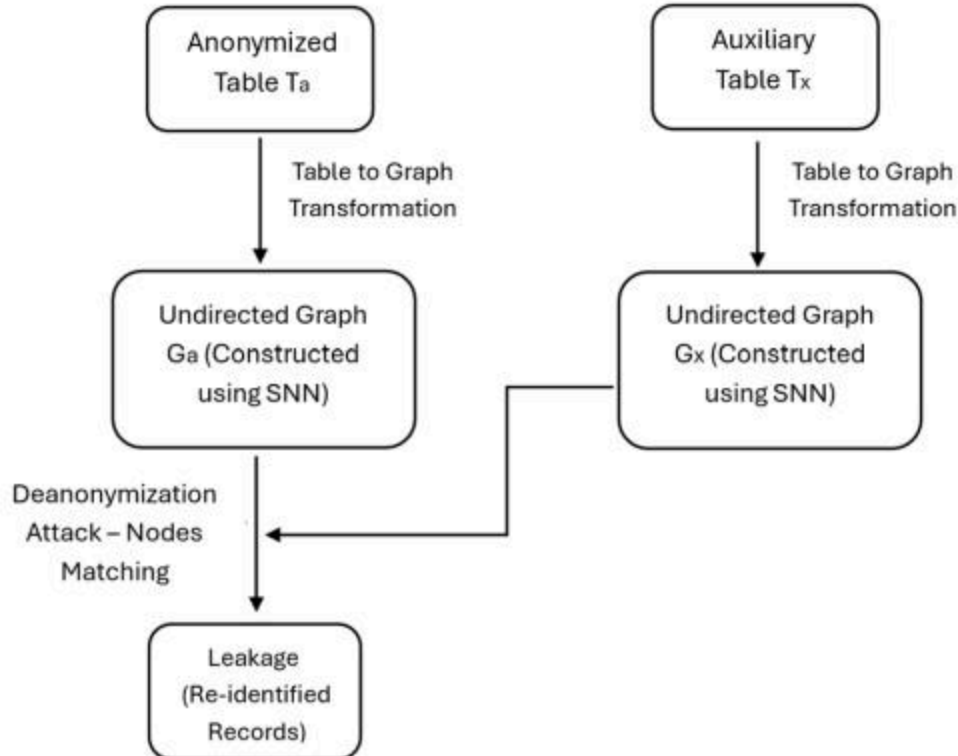 Anonymized
Table Ta
Auxiliary
Table Tx
Table to Graph
Transformation
Table to Graph
Transformation
Undirected Graph
Ga (Constructed
using SNN)
Undirected Graph
Gx (Constructed
using SNN)
Deanonymization
Attack – Nodes
Matching
Leakage
(Re-identified
Records)